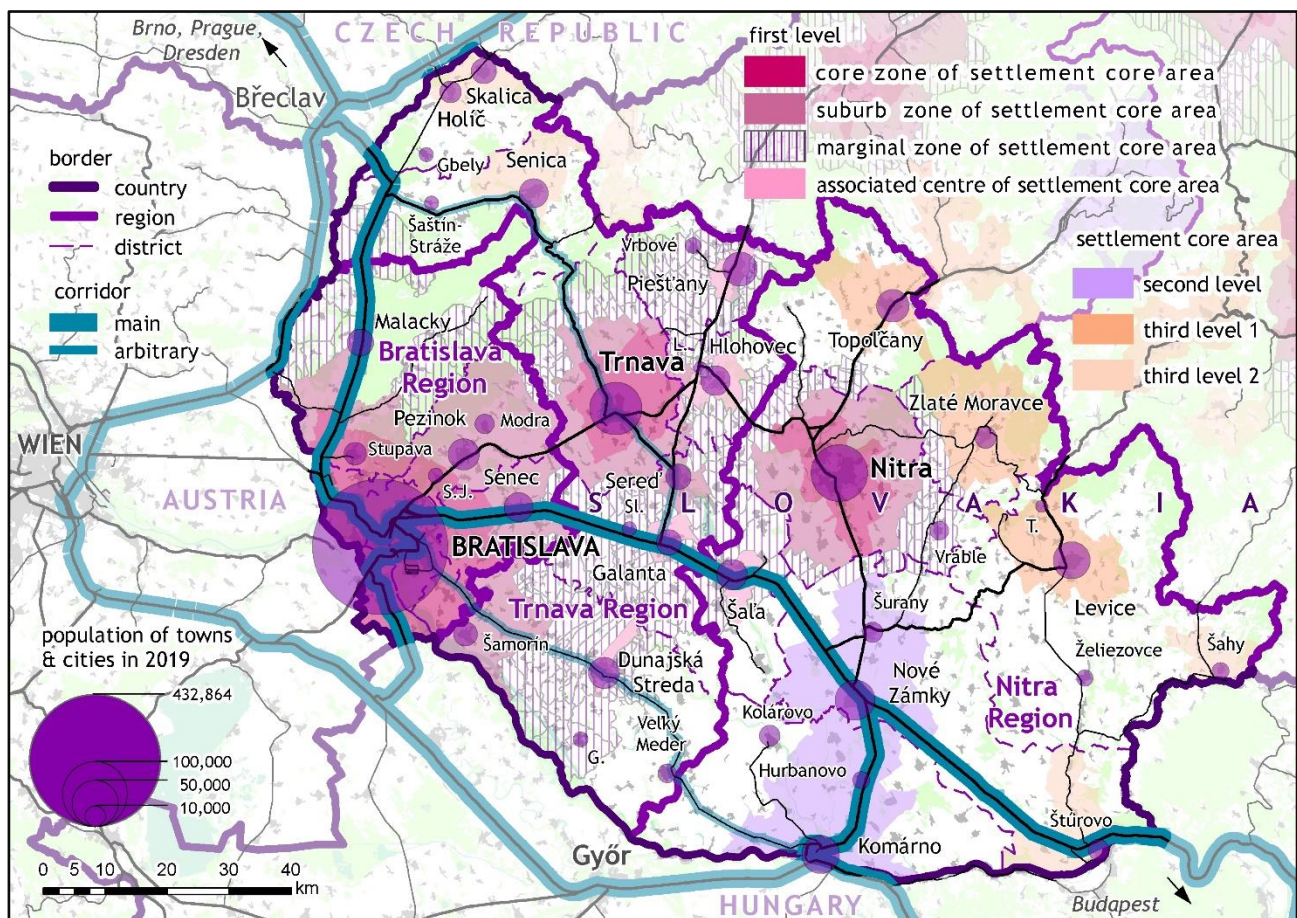 Brno, Prague,
Dresden
CZECH REPUBLIC
Břeclav
border
country
region
district
corridor
main
arbitrary
first level
core zone of settlement core area
suburb zone of settlement core area
marginal zone of settlement core area
associated centre of settlement core area
settlement core area
second level
third level 1
third level 2
Skalica
Holíč
Gbely
Senica
Šaštín-
Stráže
Vrbové
Piešťany
Malacky
Bratislava
Region
L.
Hlohovec
Topoľčany
Trnava
Pezinok
Modra
Zlaté Moravce
WIEN
Stupava
Senec
S.J.
Sereď
Sl.
Nitra
AUSTRIA
SLOVAKIA
T.
Vráble
BRATISLAVA
Galanta
Trnava Region
Šaľa
Šurany
Levice
population of towns
& cities in 2019
432,864
100,000
50,000
10,000
Šamorín
Dunajská
Streda
Nové
Zámky
Želiezovce
Šahy
Nitra
Region
Kolárovo
Veľký
Meder
G.
Hurbanovo
Štúrovo
Komárno
Győr
0 5 10 20 30 40
km
HUNGARY
Budapest